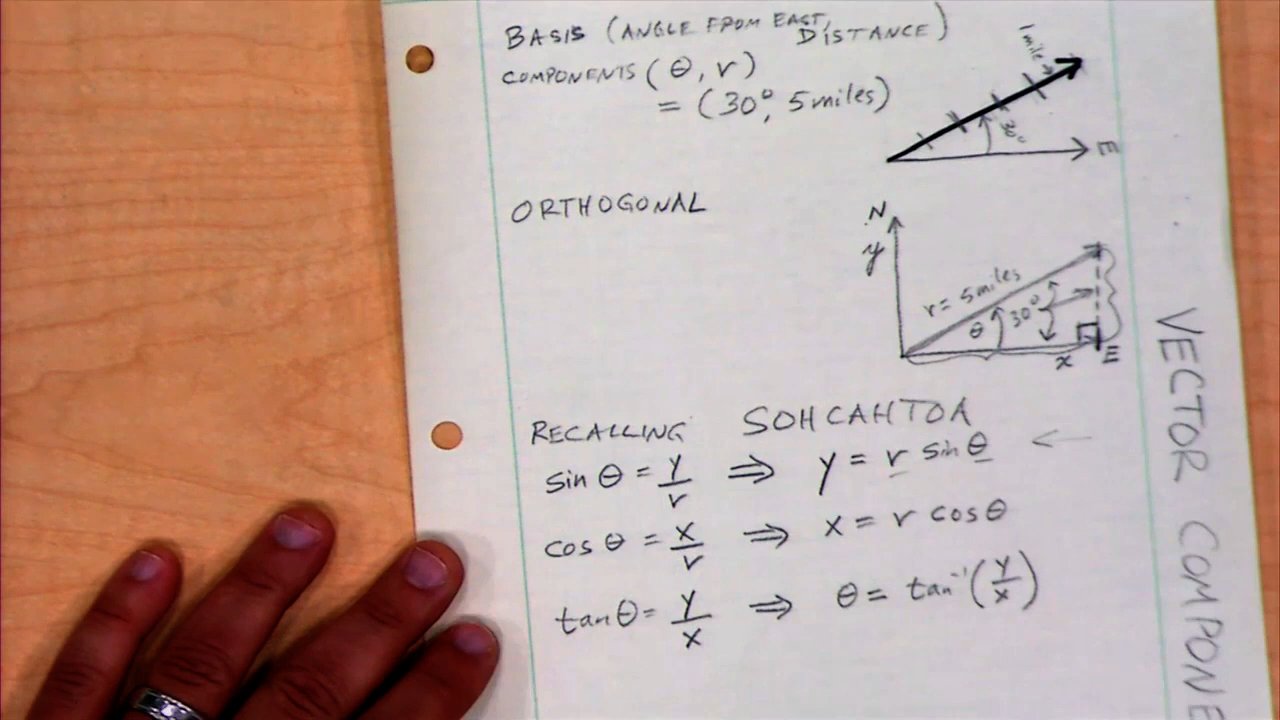 BASIS (ANGLE FROM EAST,
DISTANCE)
COMPONENTS (θ, r)
= (30°, 5 miles)
1 mile
30°
E
ORTHOGONAL
N
y
r = 5 miles
θ 30°
x E
RECALLING SOHCAHTOA
sin θ = y/r ⇒ y = r sin θ ←
cos θ = x/r ⇒ x = r cos θ
tan θ = y/x ⇒ θ = tan⁻¹(y/x)
VECTOR COMPONE